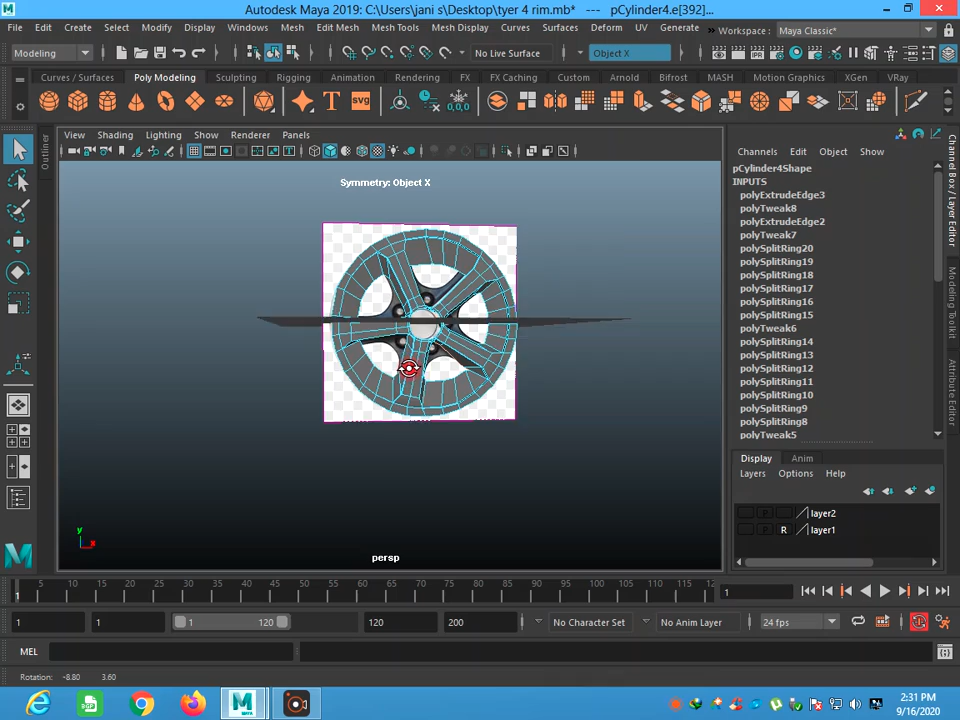 Autodesk Maya 2019: C:\Users\jani s\Desktop\tyer 4 rim.mb* --- pCylinder4.e[392]...
File Edit Create Select Modify Display Windows Mesh Edit Mesh Mesh Tools Mesh Display Curves Surfaces Deform UV Generate Workspace : Maya Classic*
Modeling No Live Surface Object X
Curves / Surfaces Poly Modeling Sculpting Rigging Animation Rendering FX FX Caching Custom Arnold Bifrost MASH Motion Graphics XGen VRay
T SVG 0,0,0
View Shading Lighting Show Renderer Panels
Outliner
Symmetry: Object X
persp
y
x
Channels Edit Object Show
pCylinder4Shape
INPUTS
polyExtrudeEdge3
polyTweak8
polyExtrudeEdge2
polyTweak7
polySplitRing20
polySplitRing19
polySplitRing18
polySplitRing17
polySplitRing16
polySplitRing15
polyTweak6
polySplitRing14
polySplitRing13
polySplitRing12
polySplitRing11
polySplitRing10
polySplitRing9
polySplitRing8
polyTweak5
Channel Box / Layer Editor
Modeling Toolkit
Attribute Editor
Display Anim
Layers Options Help
P layer2
P R layer1
5 10 15 20 25 30 35 40 45 50 55 60 65 70 75 80 85 90 95 100 105 110 115 12
1 1
1 1 1 120 120 200 No Character Set No Anim Layer 24 fps
MEL
Rotation: -8.80 3.60
2:31 PM
9/16/2020